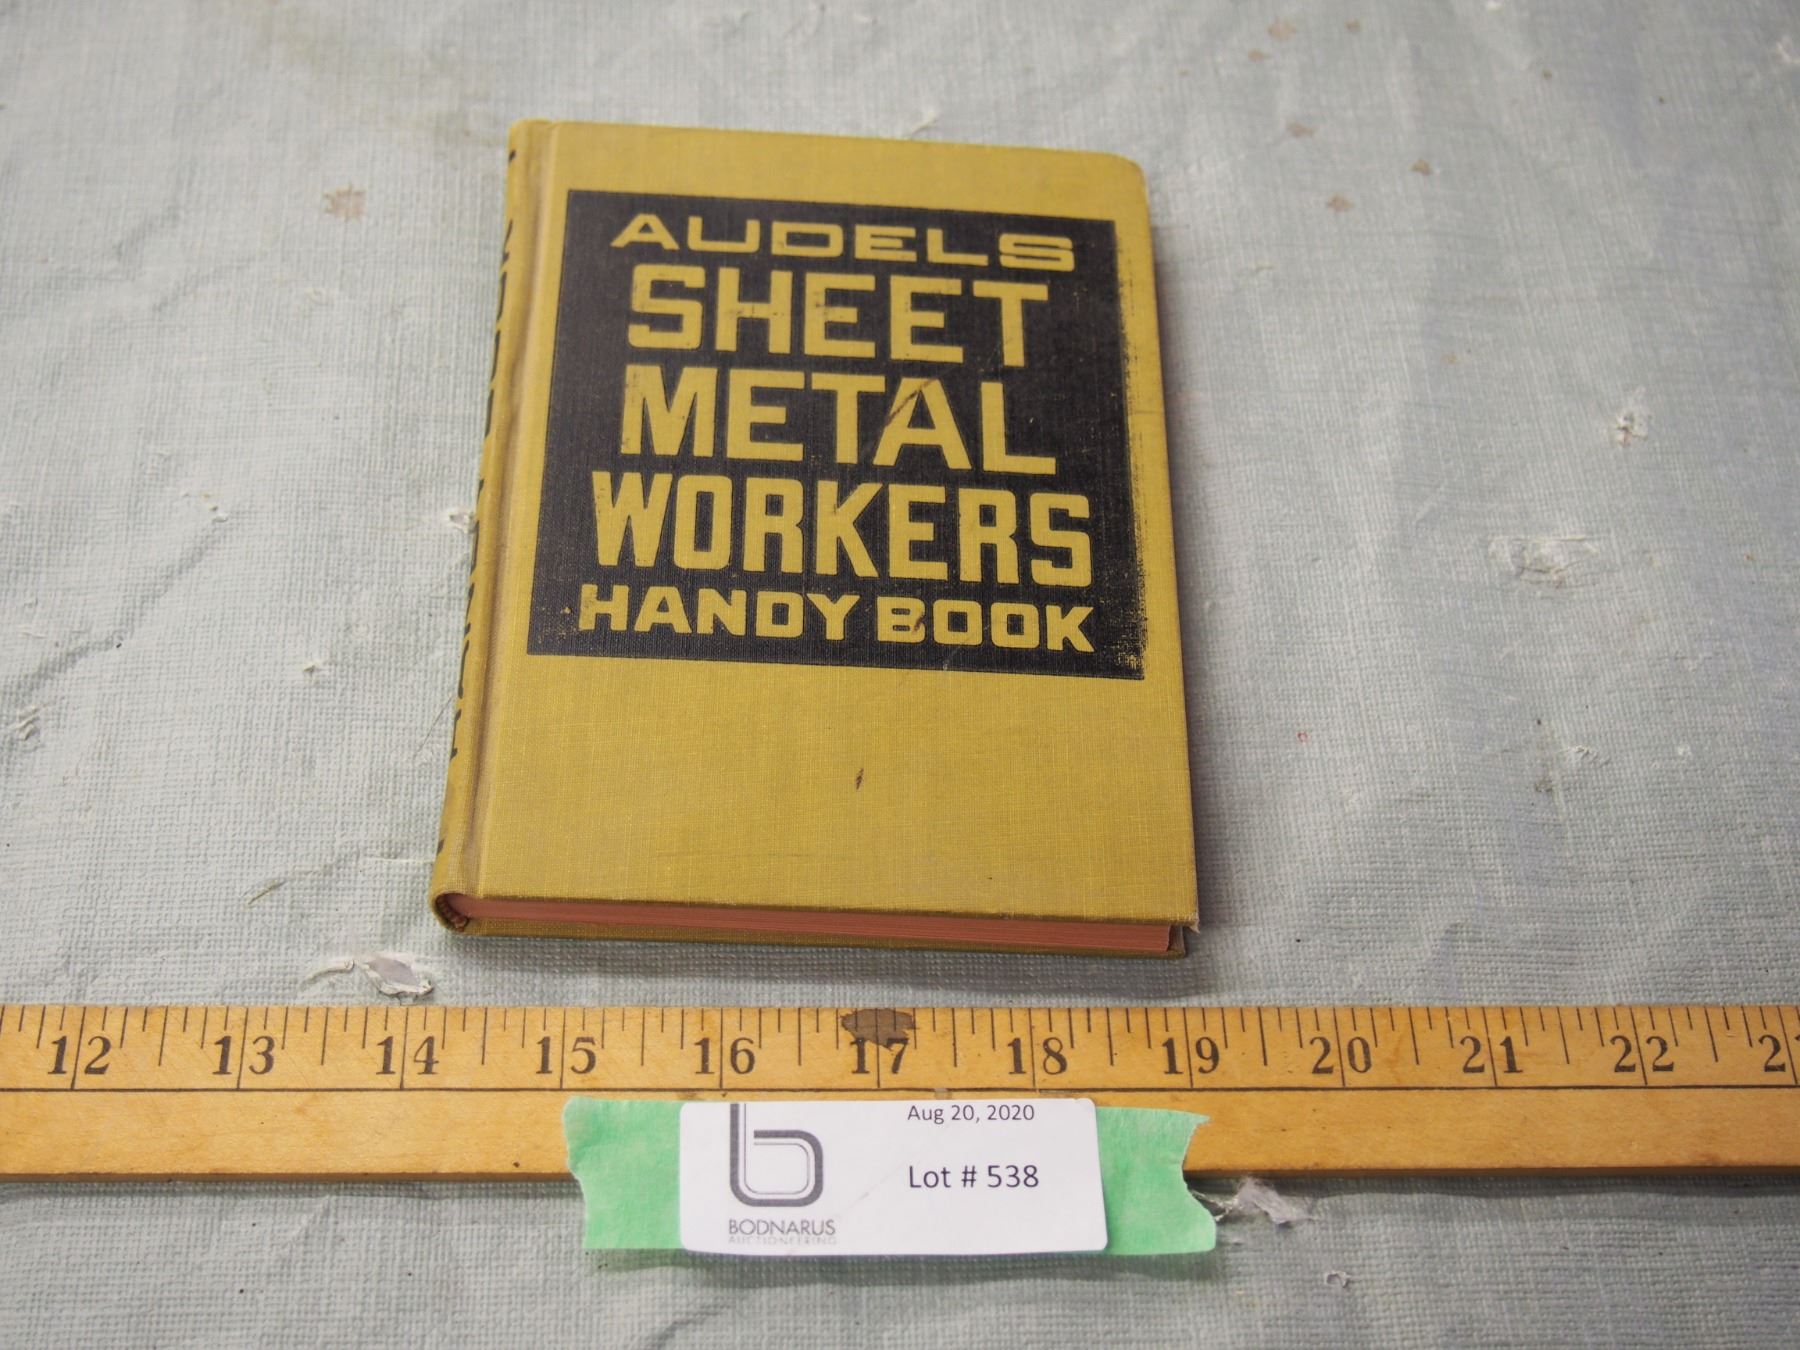 AUDELS
SHEET
METAL
WORKERS
HANDY BOOK
12 13 14 15 16 17 18 19 20 21 22
Aug 20, 2020
Lot # 538
b
BODNARUS
AUCTIONEERING